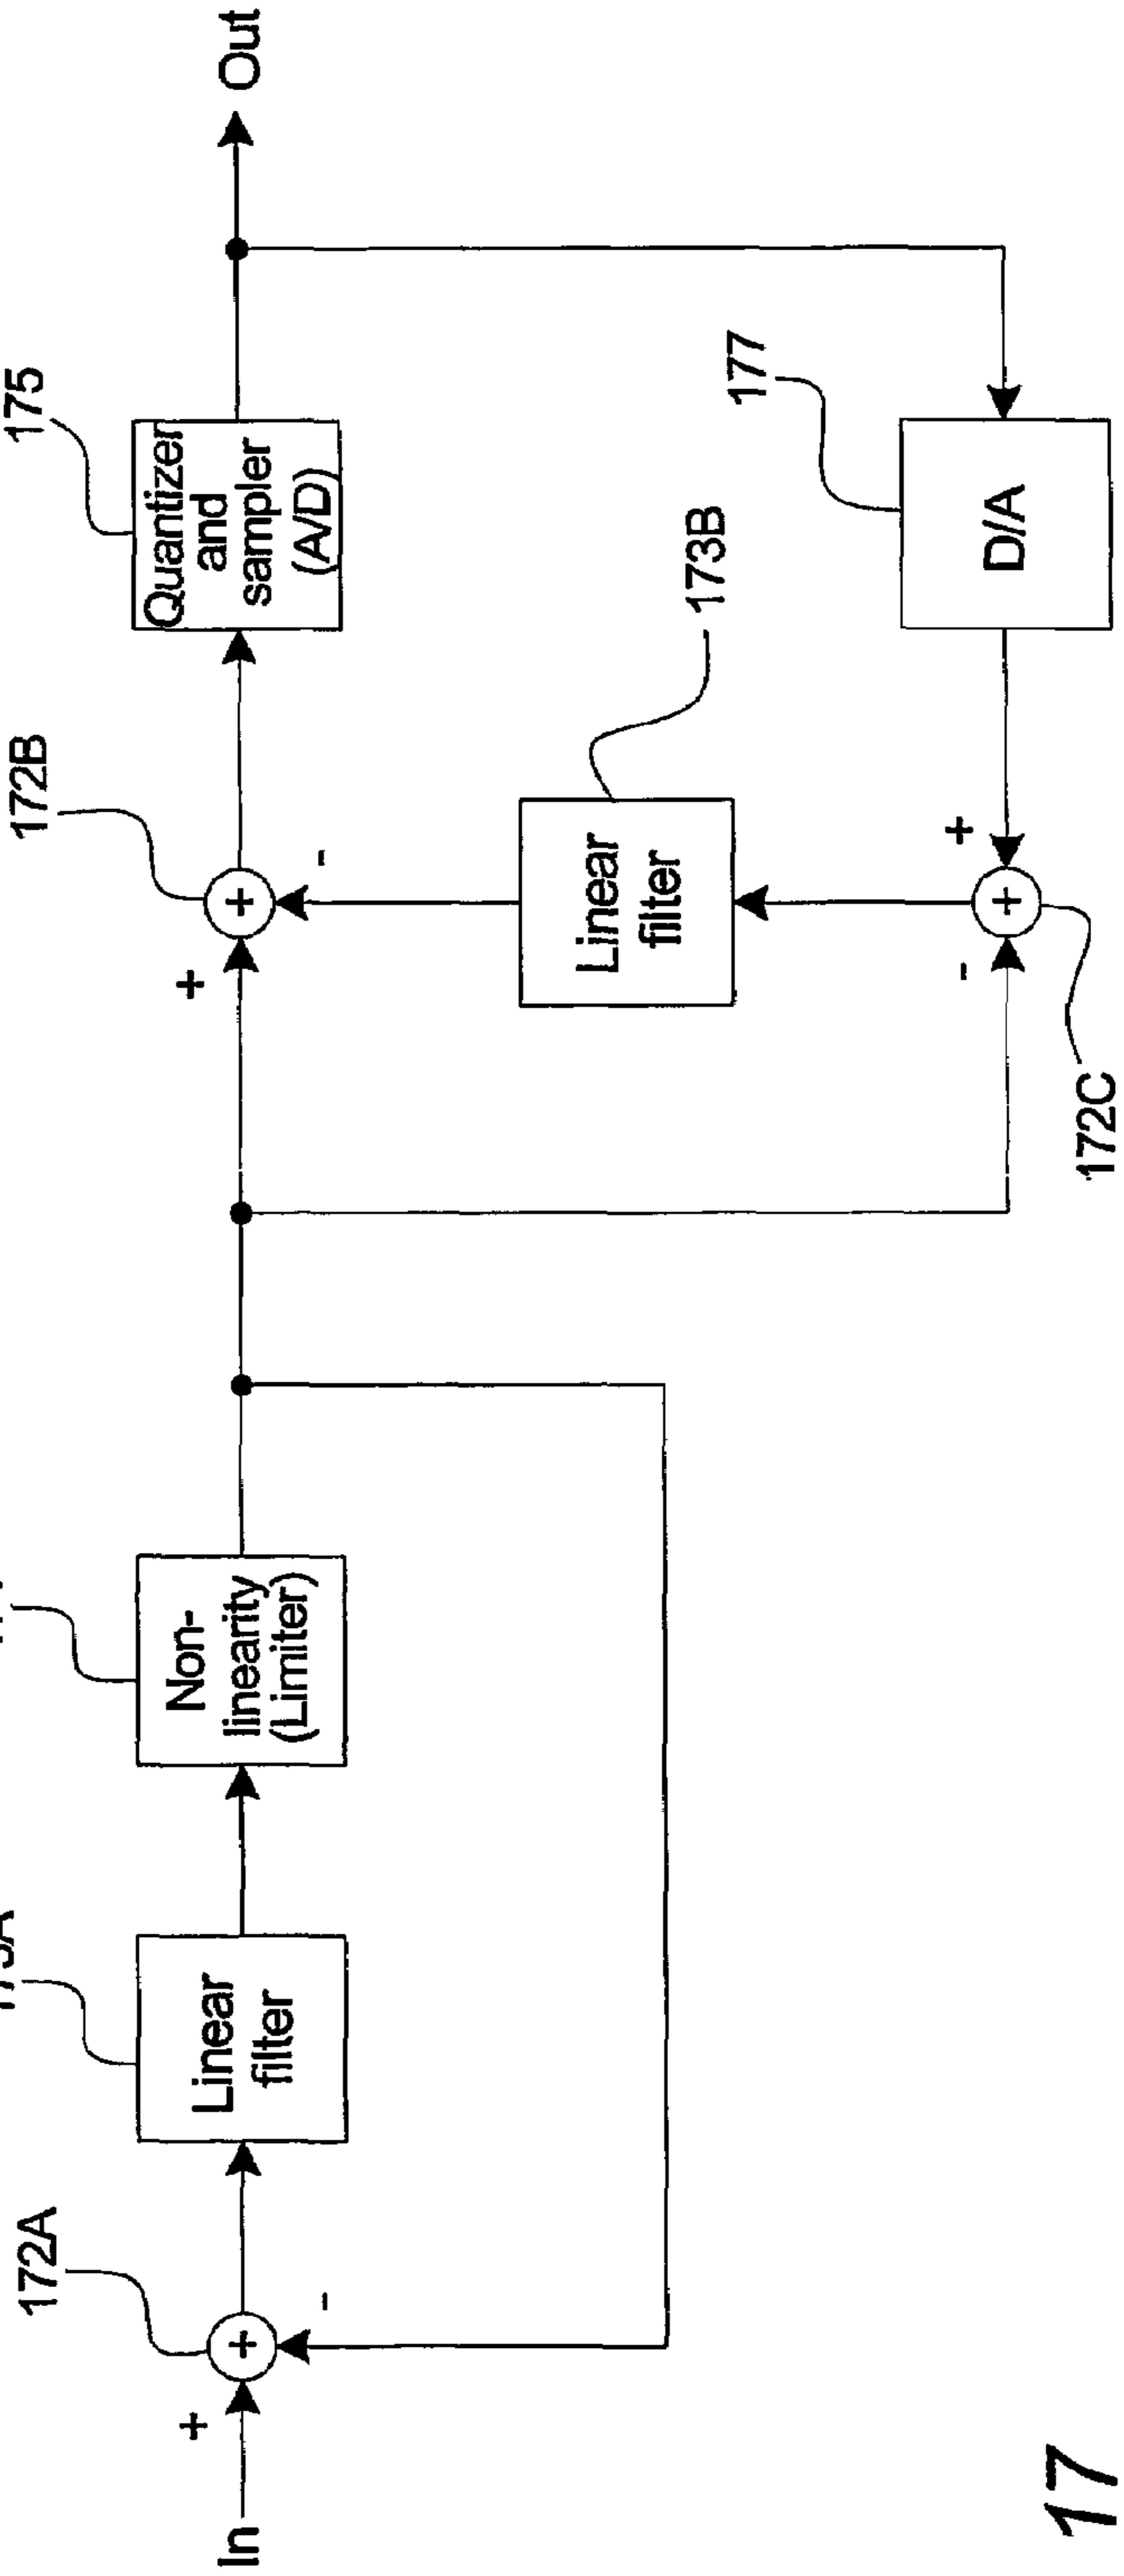 In
+
172A
+
-
Linear
filter
Non-
linearity
(Limiter)
+
172B
+
-
Linear
filter
173B
-
+
+
172C
Quantizer
and
sampler
(A/D)
175
D/A
177
Out
17